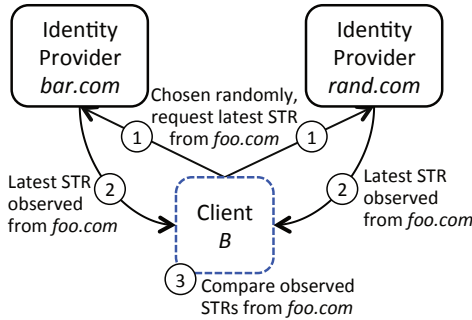 Identity
Provider
bar.com
Identity
Provider
rand.com
Chosen randomly,
request latest STR
from foo.com
1
1
Latest STR
observed
from foo.com
2
2
Latest STR
observed
from foo.com
Client
B
3
Compare observed
STRs from foo.com